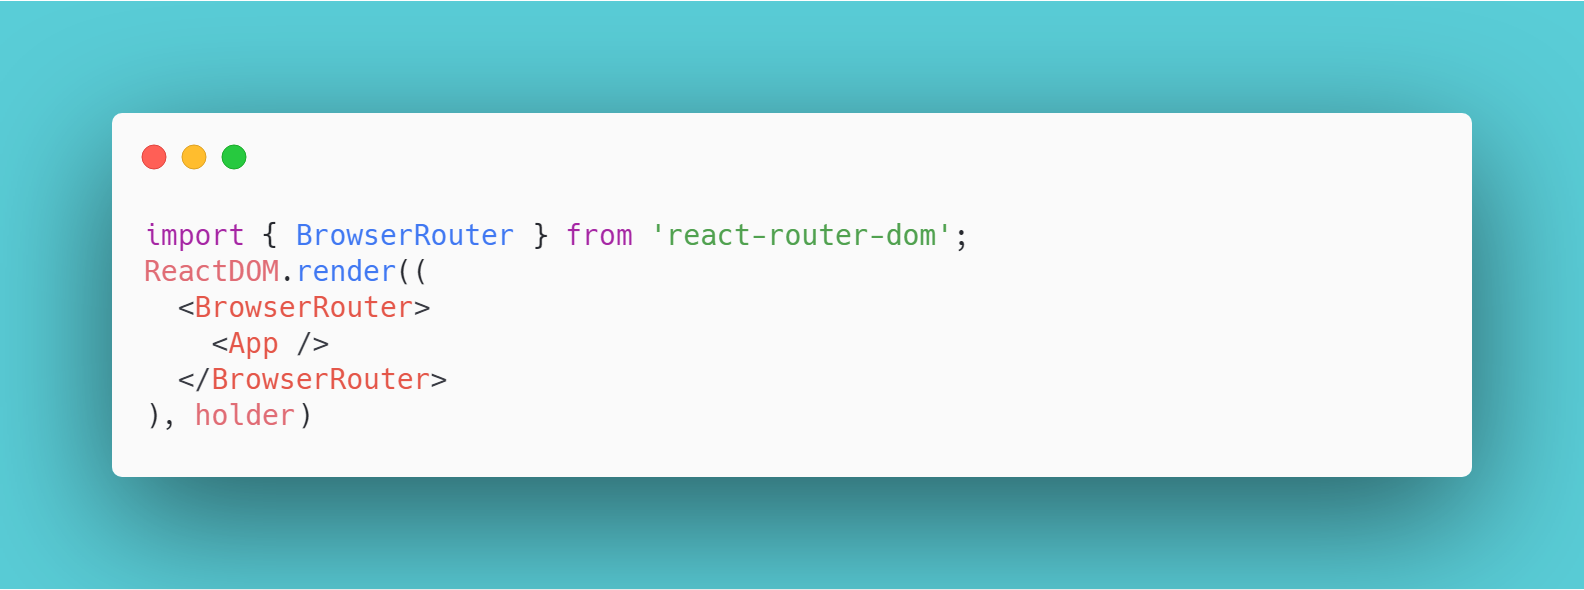 import { BrowserRouter } from 'react-router-dom';
ReactDOM.render((
  <BrowserRouter>
    <App />
  </BrowserRouter>
), holder)